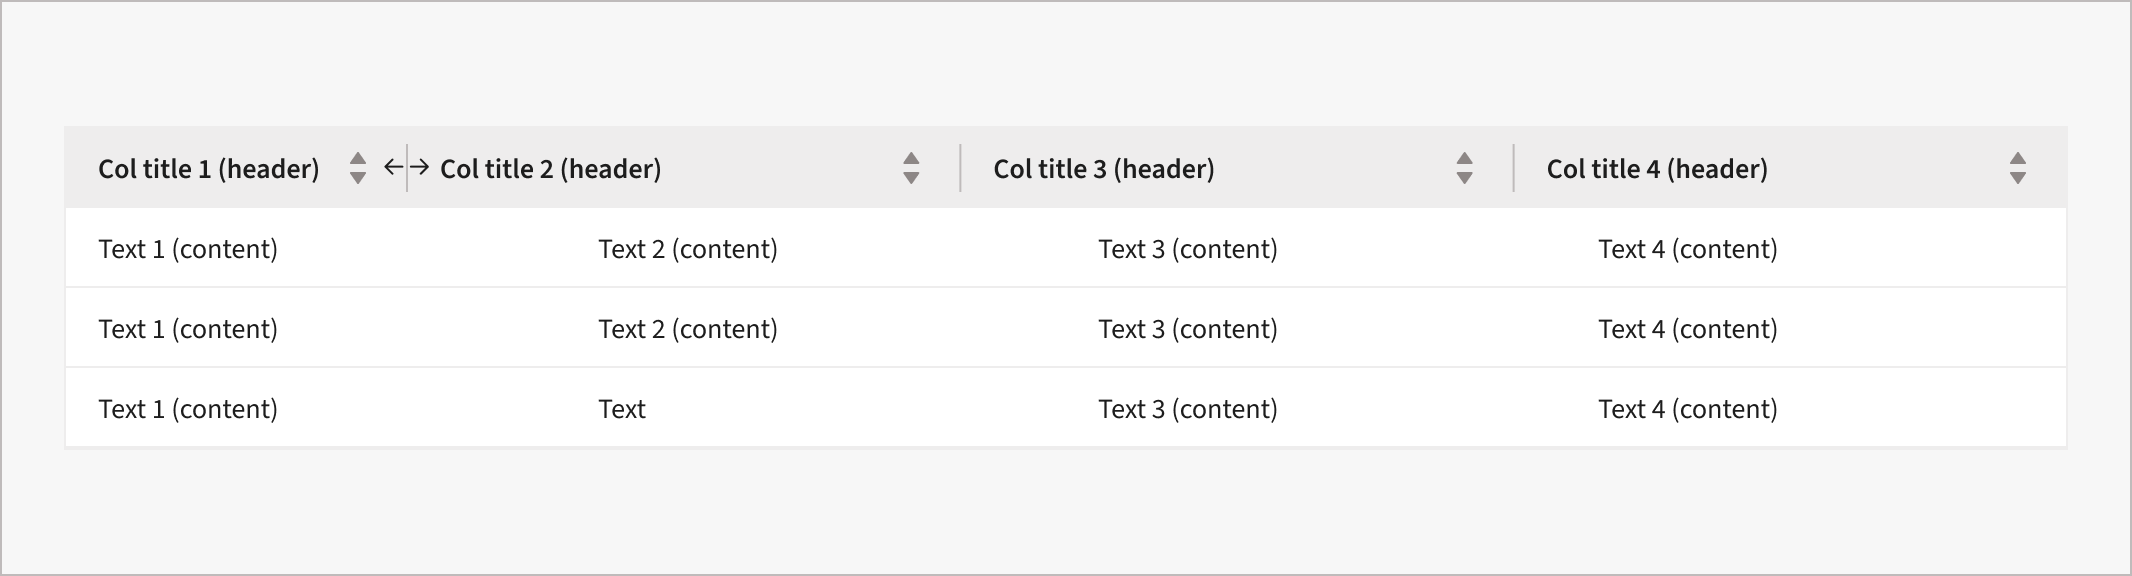 Col title 1 (header) Col title 2 (header) Col title 3 (header) Col title 4 (header)
Text 1 (content) Text 2 (content) Text 3 (content) Text 4 (content)
Text 1 (content) Text 2 (content) Text 3 (content) Text 4 (content)
Text 1 (content) Text Text 3 (content) Text 4 (content)